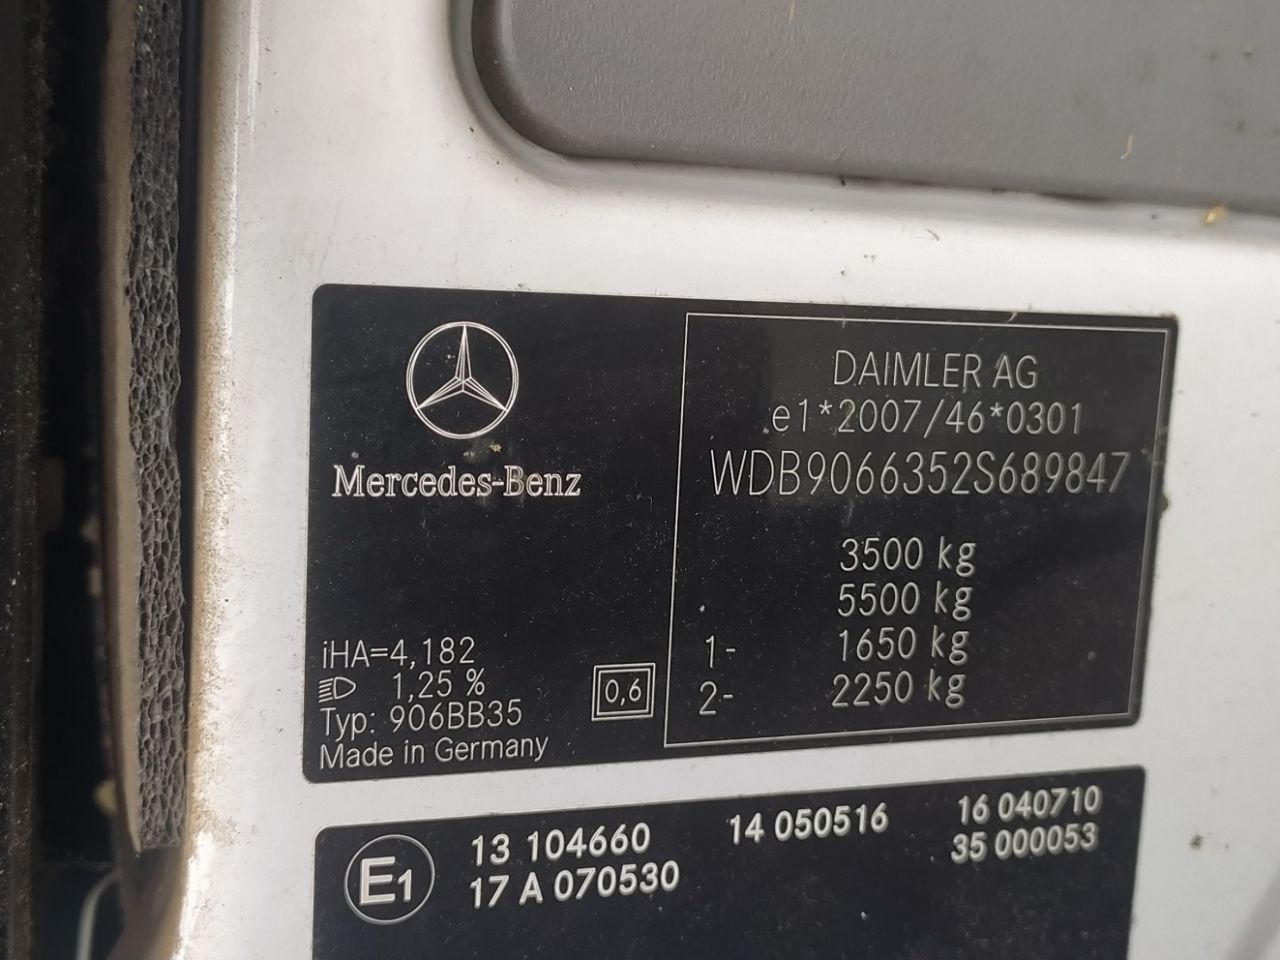 Mercedes-Benz
iHA=4,182
1,25 %
Typ: 906BB35
Made in Germany
0,6
DAIMLER AG
e1*2007/46*0301
WDB9066352S689847
3500 kg
5500 kg
1- 1650 kg
2- 2250 kg
E1
13 104660 14 050516 16 040710
17 A 070530 35 000053